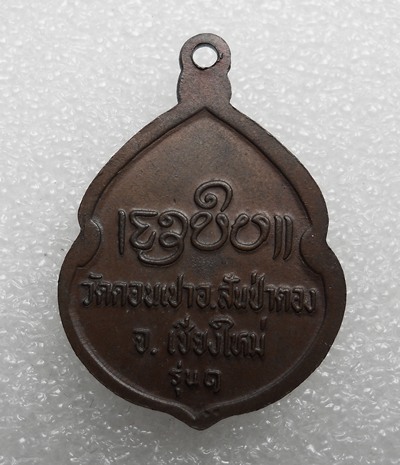 วัดดอนเปาอ.สันป่าตอง
จ. เชียงใหม่
รุ่น ๑